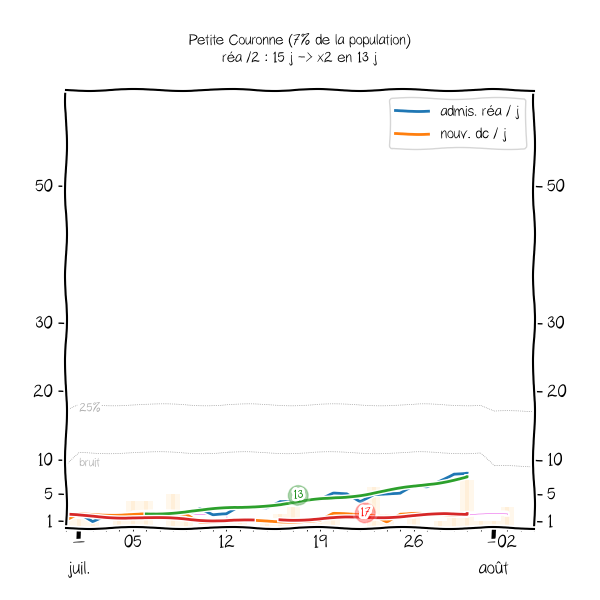 Petite Couronne (7% de la population)
réa /2 : 15 j -> x2 en 13 j
admis. réa / j
nouv. dc / j
50 50
30 30
20 20
25%
10 10
bruit
5 5
13
17
1 1
05 12 19 26 02
juil. août